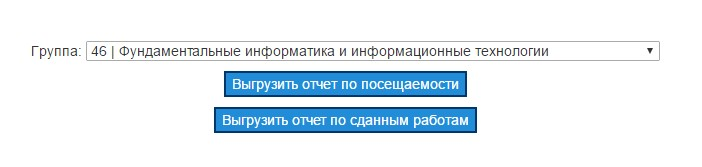 Группа: 46 | Фундаментальные информатика и информационные технологии
Выгрузить отчет по посещаемости
Выгрузить отчет по сданным работам